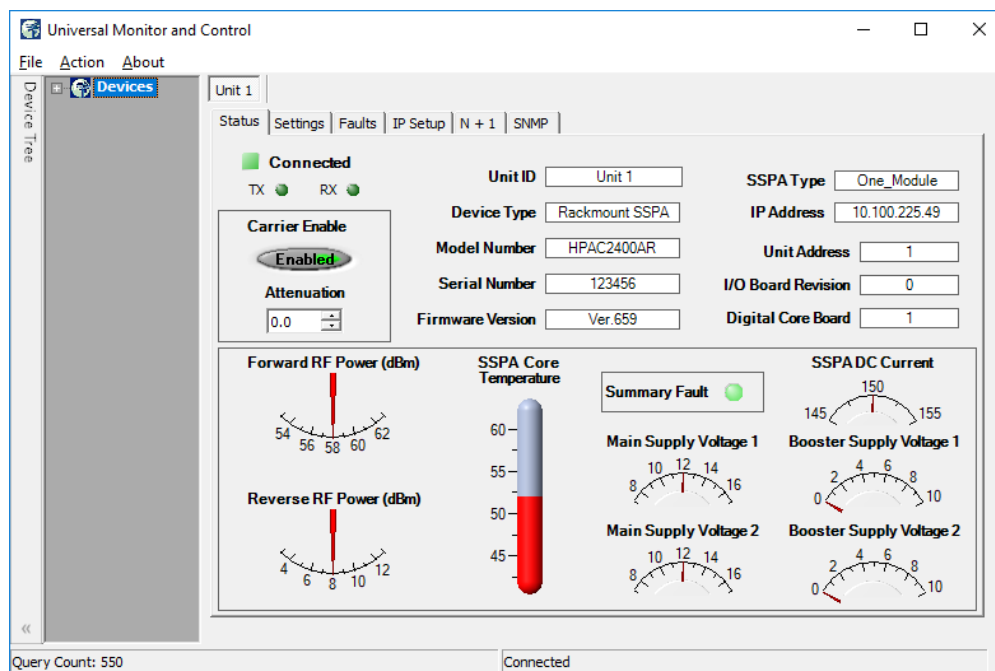 Universal Monitor and Control
File Action About
Device Tree
Devices
Unit 1
Status Settings Faults IP Setup N + 1 SNMP
Connected
TX RX
Carrier Enable
Enabled
Attenuation
0.0
Unit ID Unit 1
Device Type Rackmount SSPA
Model Number HPAC2400AR
Serial Number 123456
Firmware Version Ver.659
SSPA Type One_Module
IP Address 10.100.225.49
Unit Address 1
I/O Board Revision 0
Digital Core Board 1
Forward RF Power (dBm)
54 56 58 60 62
Reverse RF Power (dBm)
4 6 8 10 12
SSPA Core
Temperature
60
55
50
45
Summary Fault
Main Supply Voltage 1
8 10 12 14 16
Main Supply Voltage 2
8 10 12 14 16
SSPA DC Current
145 150 155
Booster Supply Voltage 1
0 2 4 6 8 10
Booster Supply Voltage 2
0 2 4 6 8 10
«
Query Count: 550
Connected